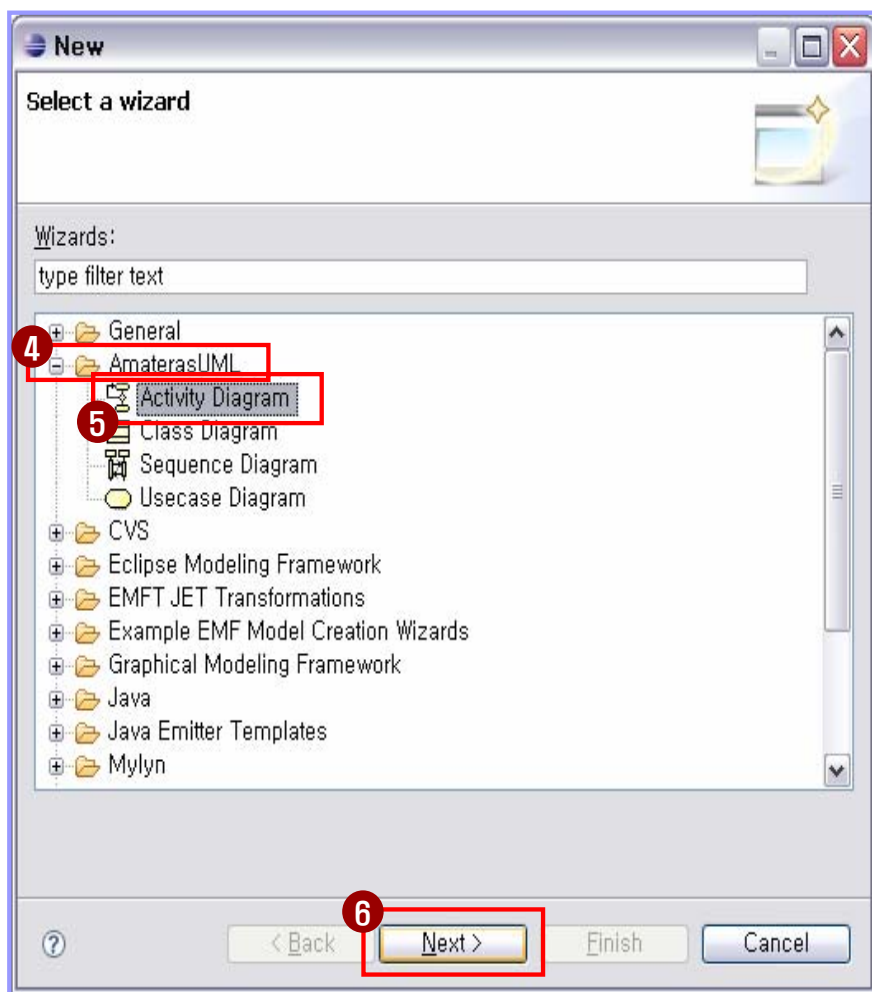 New
Select a wizard
Wizards:
type filter text
General
4
AmaterasUML
Activity Diagram
5
Class Diagram
Sequence Diagram
Usecase Diagram
CVS
Eclipse Modeling Framework
EMFT JET Transformations
Example EMF Model Creation Wizards
Graphical Modeling Framework
Java
Java Emitter Templates
Mylyn
6
? < Back Next > Finish Cancel